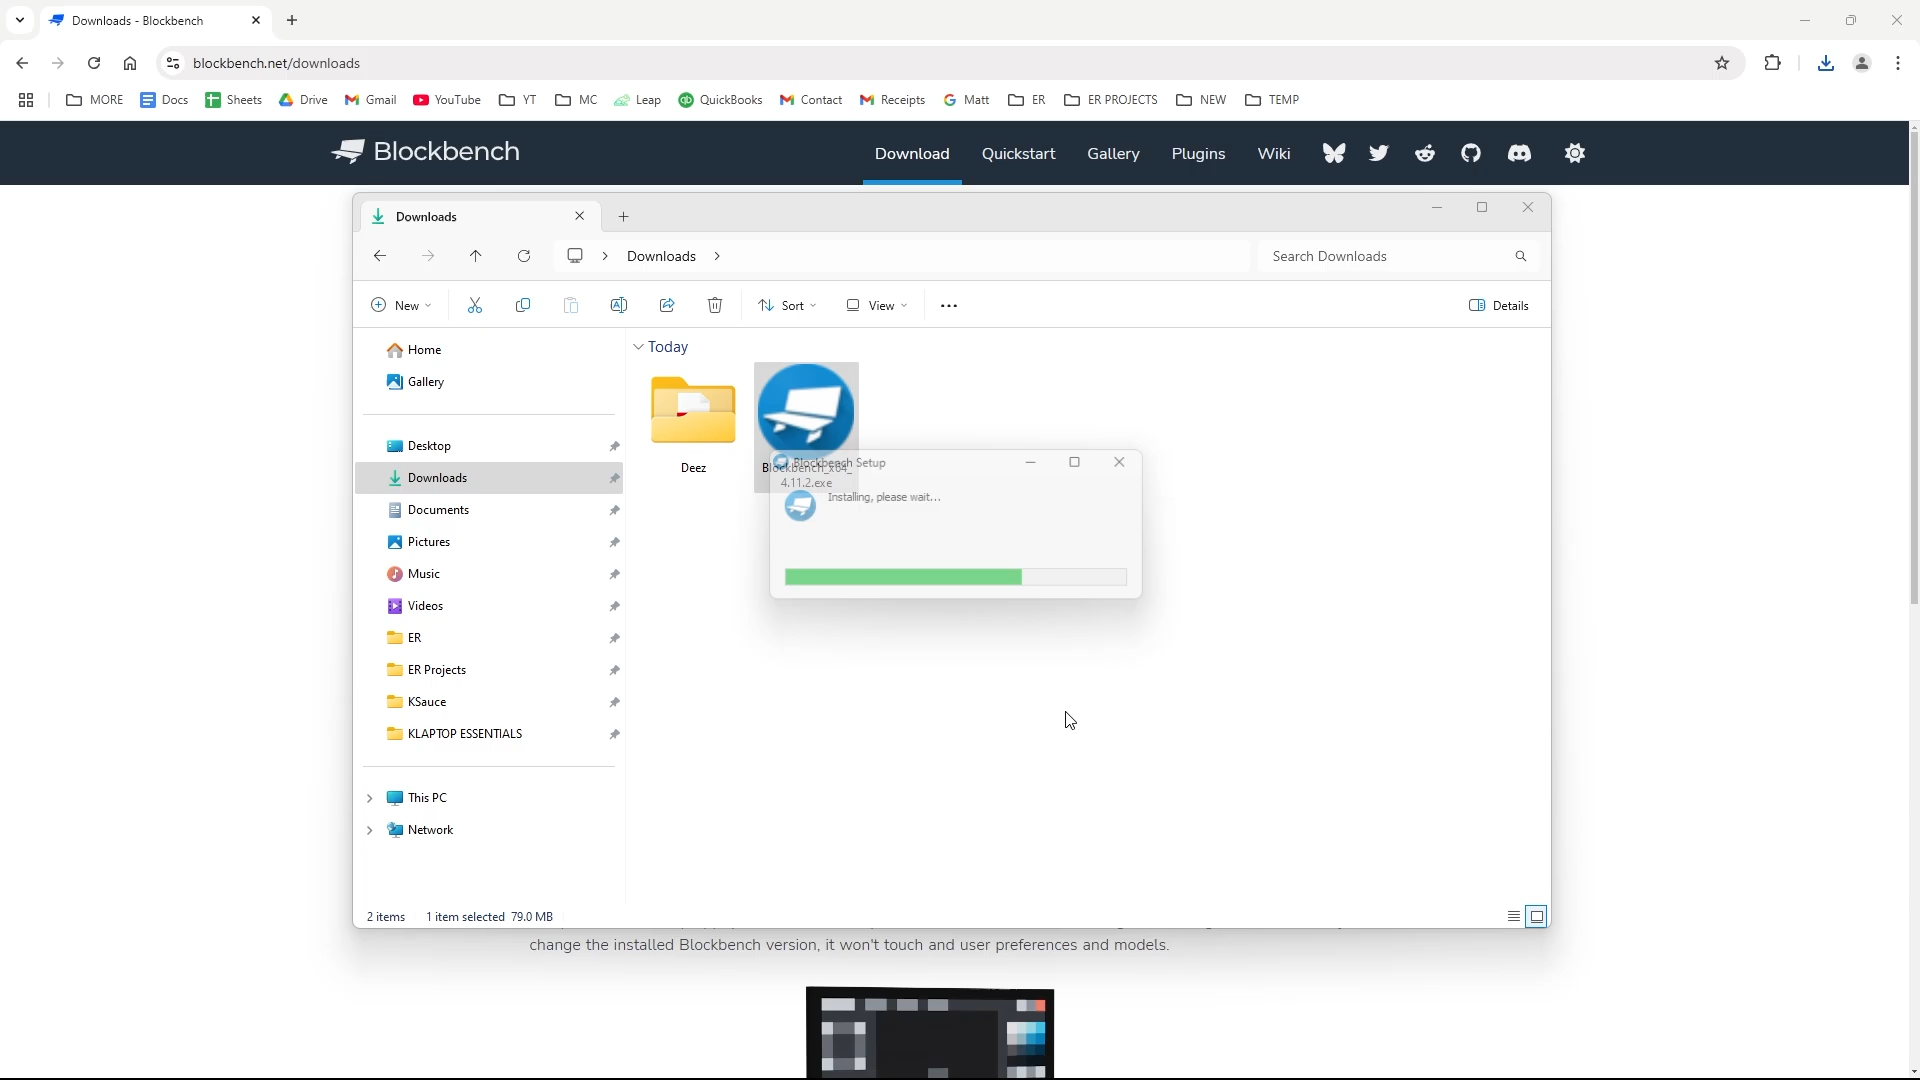 Downloads - Blockbench
blockbench.net/downloads
MORE Docs Sheets Drive Gmail YouTube YT MC Leap QuickBooks Contact Receipts Matt ER ER PROJECTS NEW TEMP
Blockbench
Download Quickstart Gallery Plugins Wiki
Downloads
Downloads
Search Downloads
New Sort View Details
Home
Gallery
Desktop
Downloads
Documents
Pictures
Music
Videos
ER
ER Projects
KSauce
KLAPTOP ESSENTIALS
This PC
Network
Today
Deez
Blockbench_x64_
4.11.2.exe
Blockbench Setup
Installing, please wait...
2 items 1 item selected 79.0 MB
change the installed Blockbench version, it won't touch and user preferences and models.